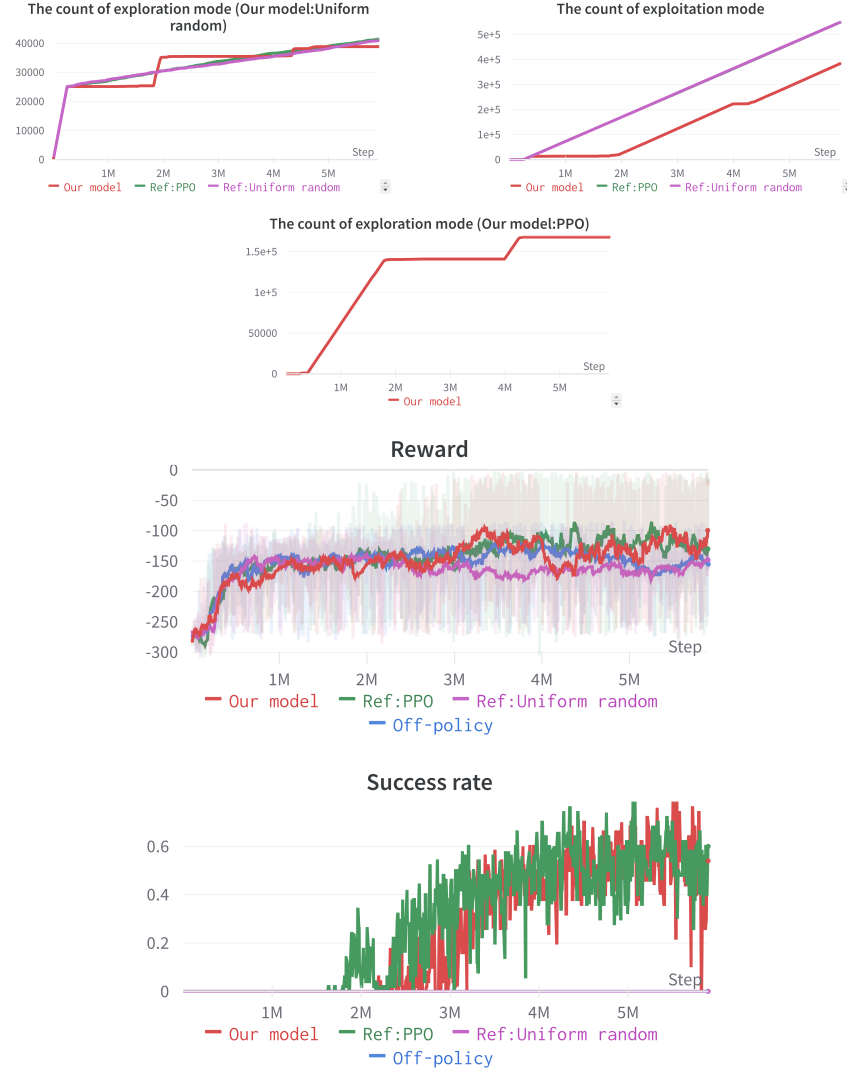 The count of exploration mode (Our model:Uniform
random)
40000
30000
20000
10000
0
1M
2M
3M
4M
5M
Step
Our model
Ref:PPO
Ref:Uniform random
The count of exploitation mode
5e+5
4e+5
3e+5
2e+5
1e+5
0
1M
2M
3M
4M
5M
Step
Our model
Ref:PPO
Ref:Uniform random
The count of exploration mode (Our model:PPO)
1.5e+5
1e+5
50000
0
1M
2M
3M
4M
5M
Step
Our model
Reward
0
-50
-100
-150
-200
-250
-300
1M
2M
3M
4M
5M
Step
Our model
Ref:PPO
Ref:Uniform random
Off-policy
Success rate
0.6
0.4
0.2
0
1M
2M
3M
4M
5M
Step
Our model
Ref:PPO
Ref:Uniform random
Off-policy